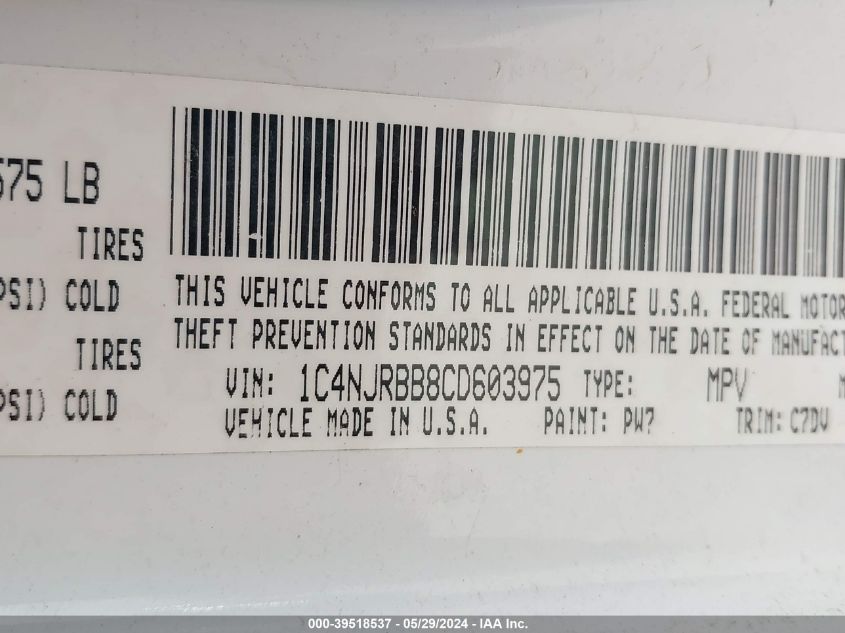 575 LB
TIRES
PSI) COLD
TIRES
PSI) COLD
THIS VEHICLE CONFORMS TO ALL APPLICABLE U.S.A. FEDERAL MOTOR
THEFT PREVENTION STANDARDS IN EFFECT ON THE DATE OF MANUFACT
VIN: 1C4NJRBB8CD603975 TYPE: MPV
VEHICLE MADE IN U.S.A. PAINT: PW7 TRIM: C7DV
000-39518537 - 05/29/2024 - IAA Inc.